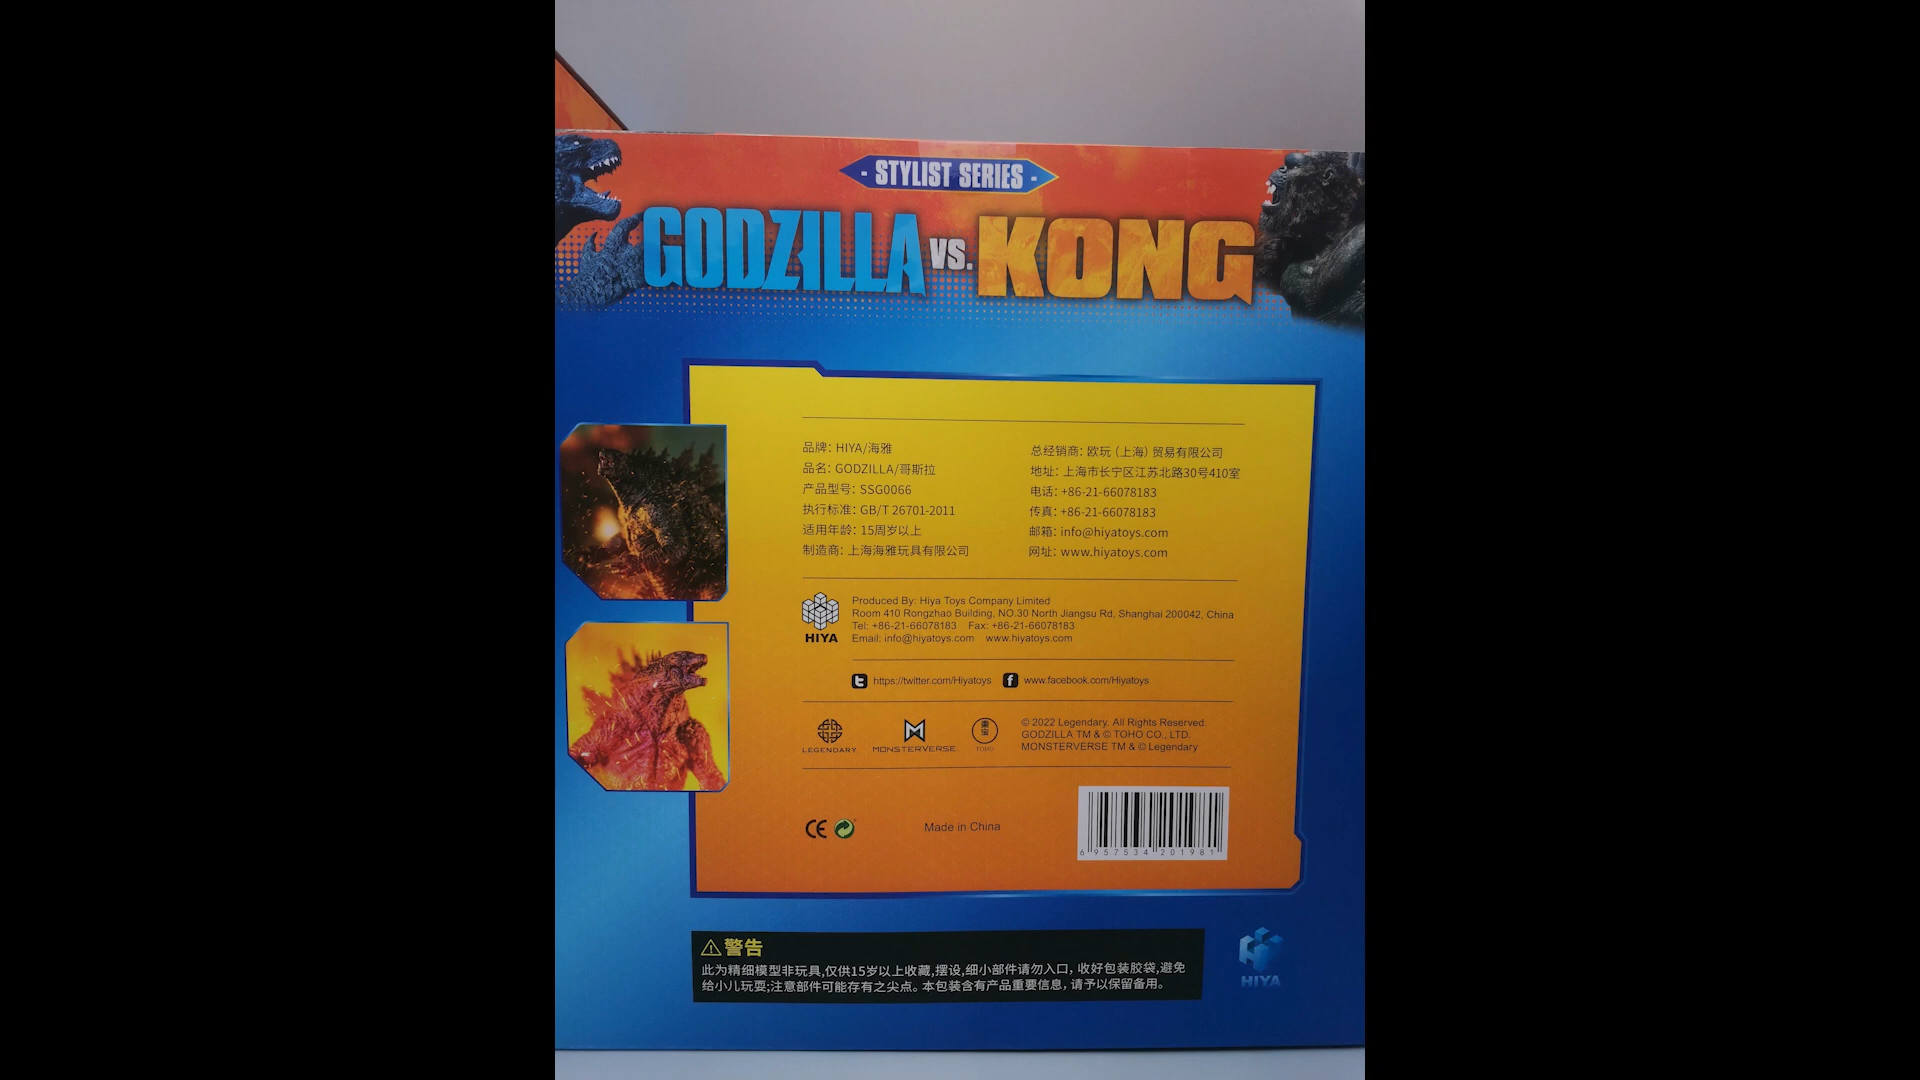 - STYLIST SERIES -
GODZILLA VS. KONG
品牌: HIYA/海雅
品名: GODZILLA/哥斯拉
产品型号: SSG0066
执行标准: GB/T 26701-2011
适用年龄: 15周岁以上
制造商: 上海海雅玩具有限公司
总经销商: 欧玩（上海）贸易有限公司
地址: 上海市长宁区江苏北路30号410室
电话: +86-21-66078183
传真: +86-21-66078183
邮箱: info@hiyatoys.com
网址: www.hiyatoys.com
HIYA
Produced By: Hiya Toys Company Limited
Room 410 Rongzhao Building, NO.30 North Jiangsu Rd, Shanghai 200042, China
Tel: +86-21-66078183 Fax: +86-21-66078183
Email: info@hiyatoys.com www.hiyatoys.com
https://twitter.com/Hiyatoys f www.facebook.com/Hiyatoys
LEGENDARY
MONSTERVERSE
東宝
TOHO
© 2022 Legendary. All Rights Reserved.
GODZILLA TM & © TOHO CO., LTD.
MONSTERVERSE TM & © Legendary
CE
Made in China
6 957534 201981
警告
此为精细模型非玩具,仅供15岁以上收藏,摆设,细小部件请勿入口, 收好包装胶袋,避免
给小儿玩耍;注意部件可能存有之尖点。本包装含有产品重要信息, 请予以保留备用。
HIYA